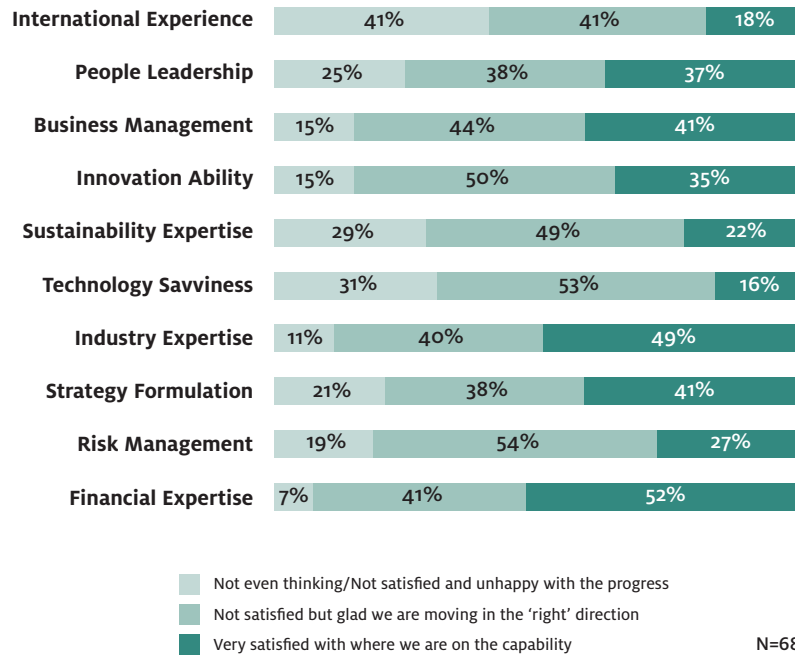 International Experience 41% 41% 18%
People Leadership 25% 38% 37%
Business Management 15% 44% 41%
Innovation Ability 15% 50% 35%
Sustainability Expertise 29% 49% 22%
Technology Savviness 31% 53% 16%
Industry Expertise 11% 40% 49%
Strategy Formulation 21% 38% 41%
Risk Management 19% 54% 27%
Financial Expertise 7% 41% 52%
Not even thinking/Not satisfied and unhappy with the progress
Not satisfied but glad we are moving in the ‘right’ direction
Very satisfied with where we are on the capability N=68